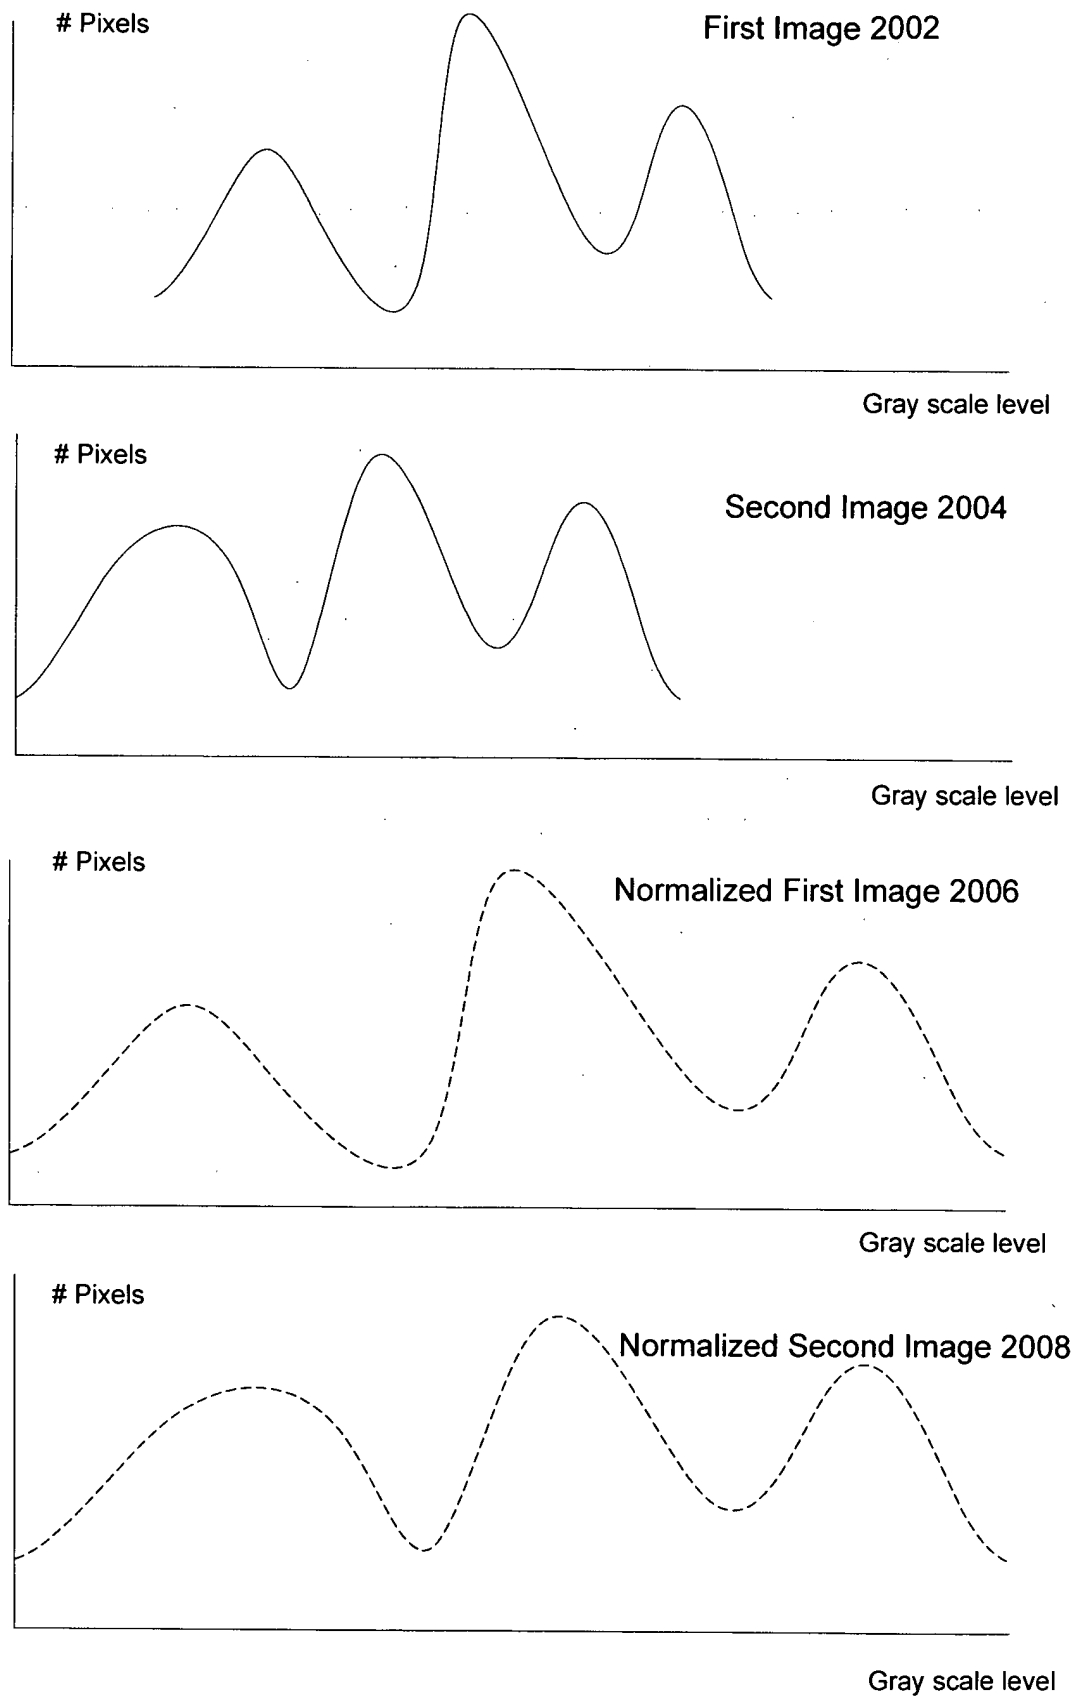 # Pixels
First Image 2002
Gray scale level
# Pixels
Second Image 2004
Gray scale level
# Pixels
Normalized First Image 2006
Gray scale level
# Pixels
Normalized Second Image 2008
Gray scale level